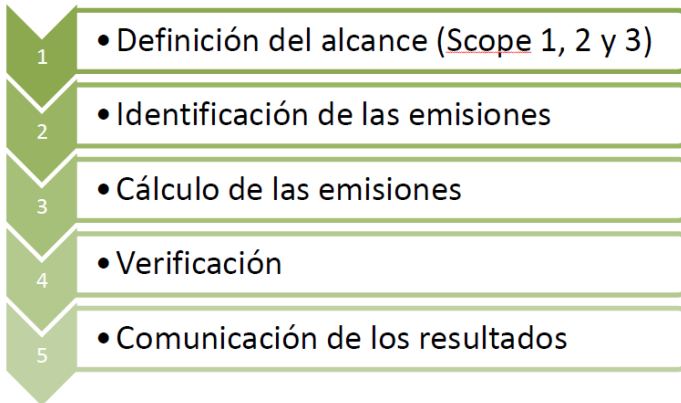 1
• Definición del alcance (Scope 1, 2 y 3)
2
• Identificación de las emisiones
3
• Cálculo de las emisiones
4
• Verificación
5
• Comunicación de los resultados